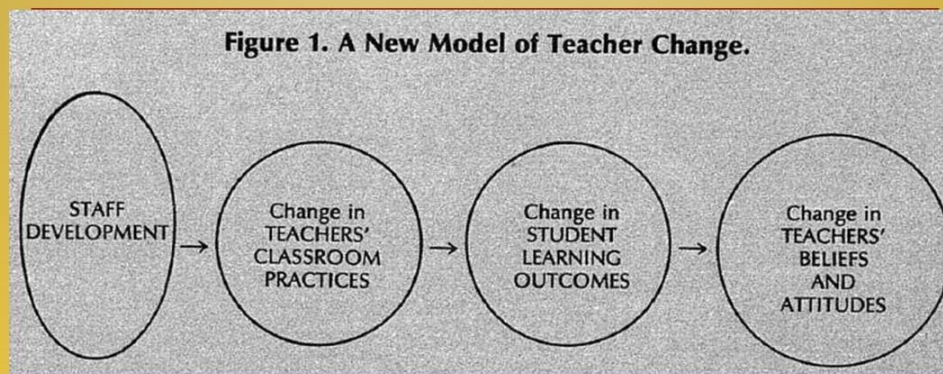 Figure 1. A New Model of Teacher Change.
STAFF
DEVELOPMENT
Change in
TEACHERS'
CLASSROOM
PRACTICES
Change in
STUDENT
LEARNING
OUTCOMES
Change in
TEACHERS'
BELIEFS
AND
ATTITUDES